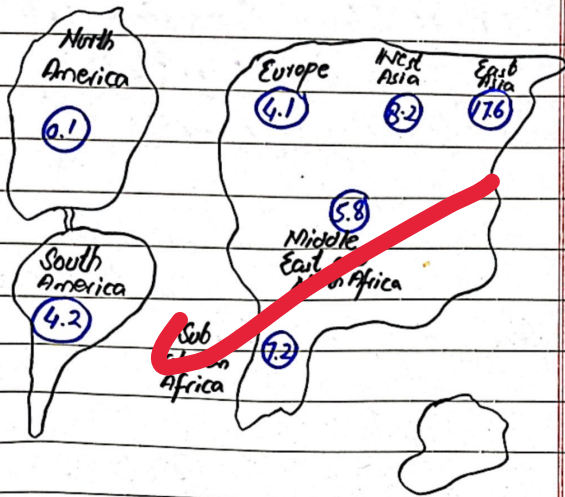 North
America
0.1
Europe
4.1
West
Asia
8.2
East
Asia
17.6
5.8
Middle
East
Africa
South
America
4.2
Sub
Africa
7.2